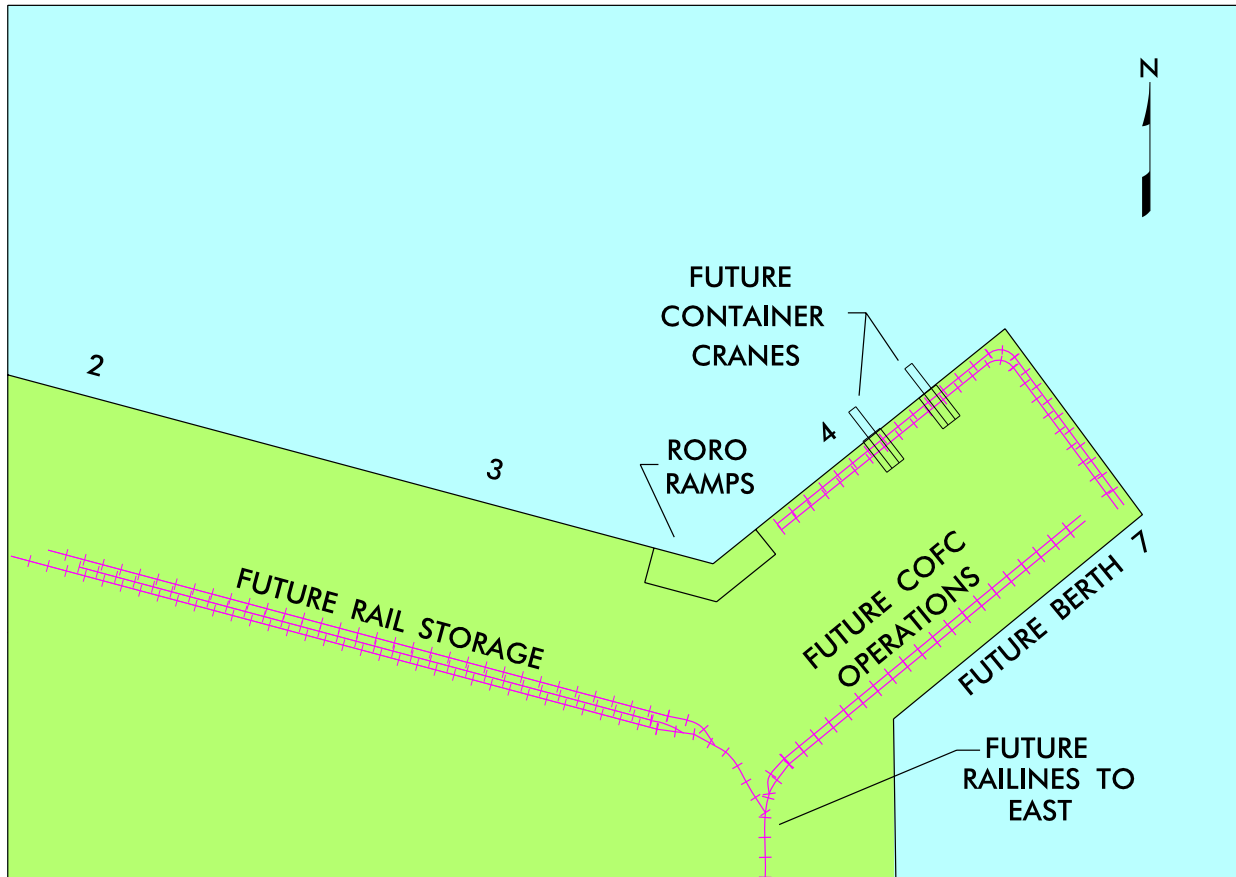 N
FUTURE
CONTAINER
CRANES
2
4
3
RORO
RAMPS
FUTURE RAIL STORAGE
FUTURE COFC
OPERATIONS
FUTURE BERTH 7
FUTURE
RAILINES TO
EAST